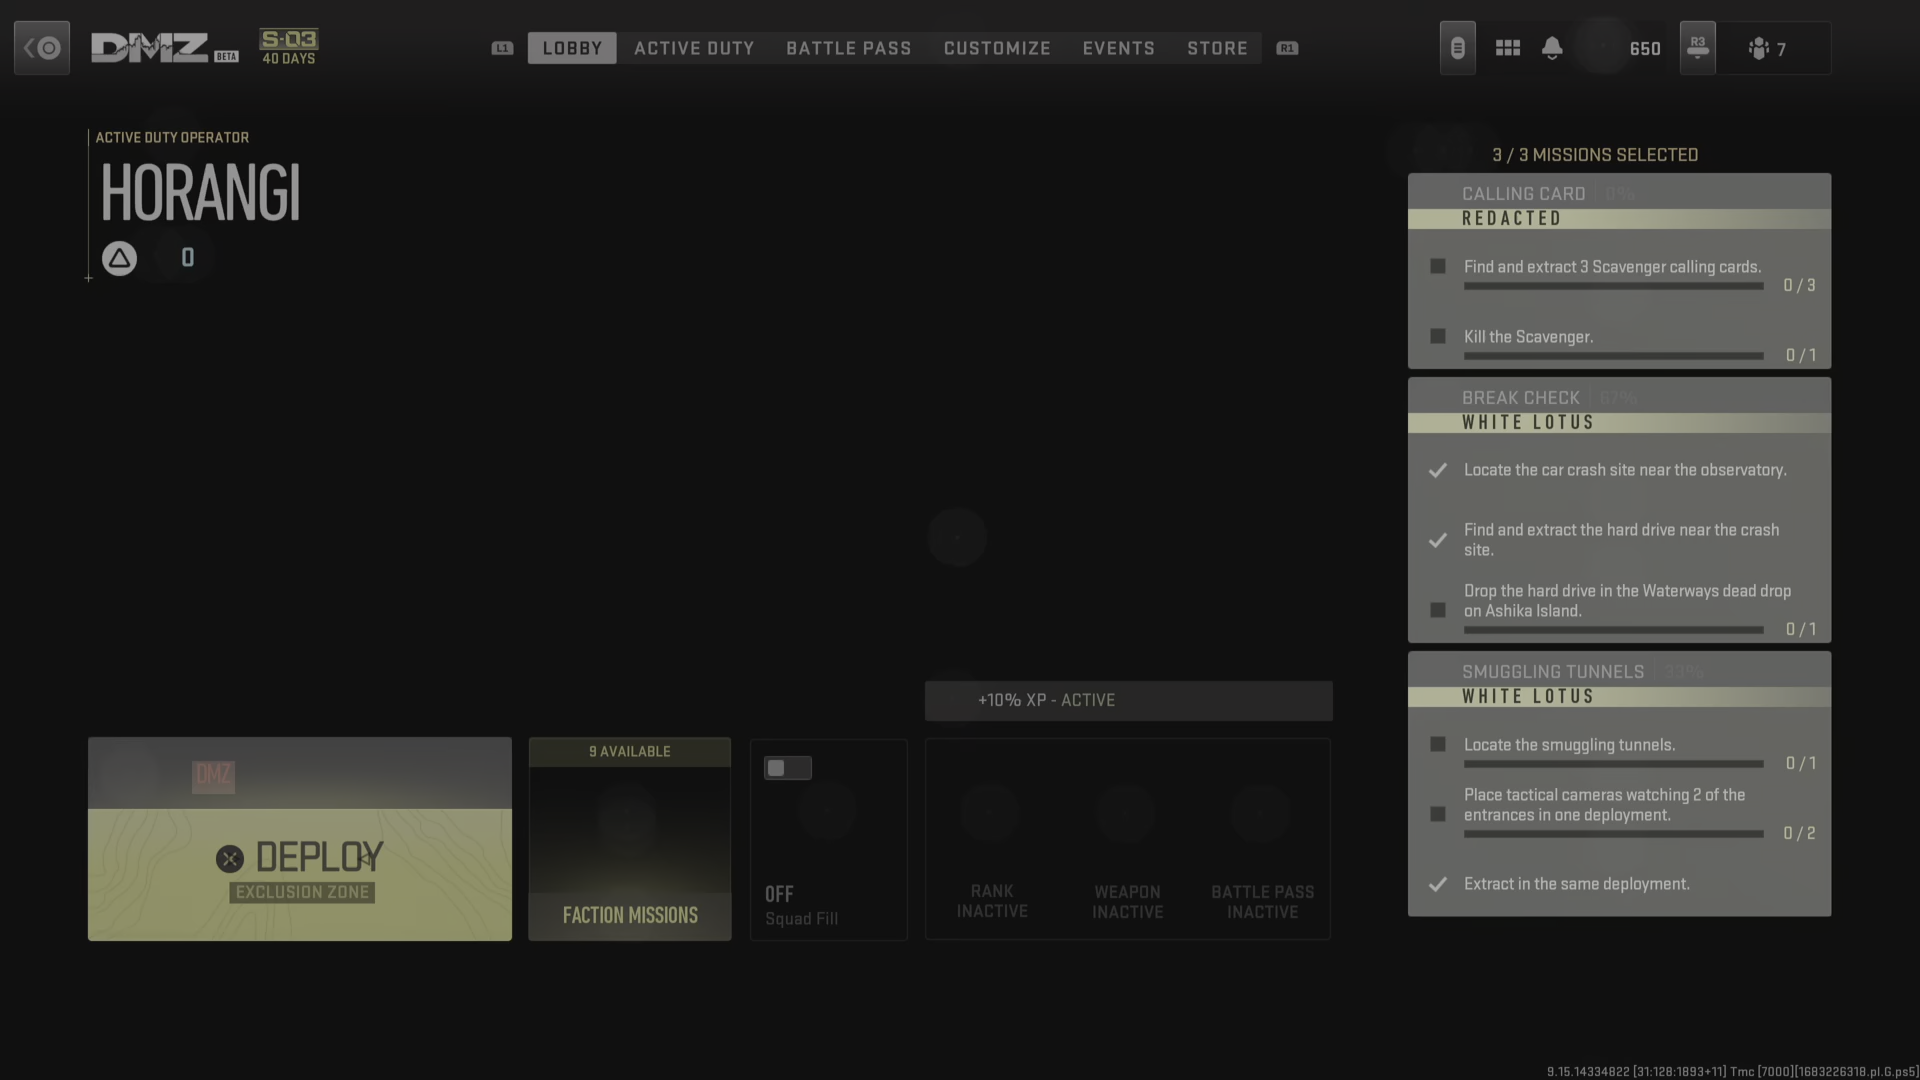 DMZ BETA
S-03
40 DAYS
L1 LOBBY ACTIVE DUTY BATTLE PASS CUSTOMIZE EVENTS STORE R1
650
R3
7
ACTIVE DUTY OPERATOR
HORANGI
0
3 / 3 MISSIONS SELECTED
CALLING CARD 0%
REDACTED
Find and extract 3 Scavenger calling cards.
0 / 3
Kill the Scavenger.
0 / 1
BREAK CHECK 67%
WHITE LOTUS
Locate the car crash site near the observatory.
Find and extract the hard drive near the crash
site.
Drop the hard drive in the Waterways dead drop
on Ashika Island.
0 / 1
SMUGGLING TUNNELS 33%
WHITE LOTUS
Locate the smuggling tunnels.
0 / 1
Place tactical cameras watching 2 of the
entrances in one deployment.
0 / 2
Extract in the same deployment.
+10% XP - ACTIVE
DMZ
DEPLOY
EXCLUSION ZONE
9 AVAILABLE
FACTION MISSIONS
OFF
Squad Fill
RANK
INACTIVE
WEAPON
INACTIVE
BATTLE PASS
INACTIVE
9.15.14334822 [31:128:1893+11] Tmc [7000][1683226318.pl.G.ps5]